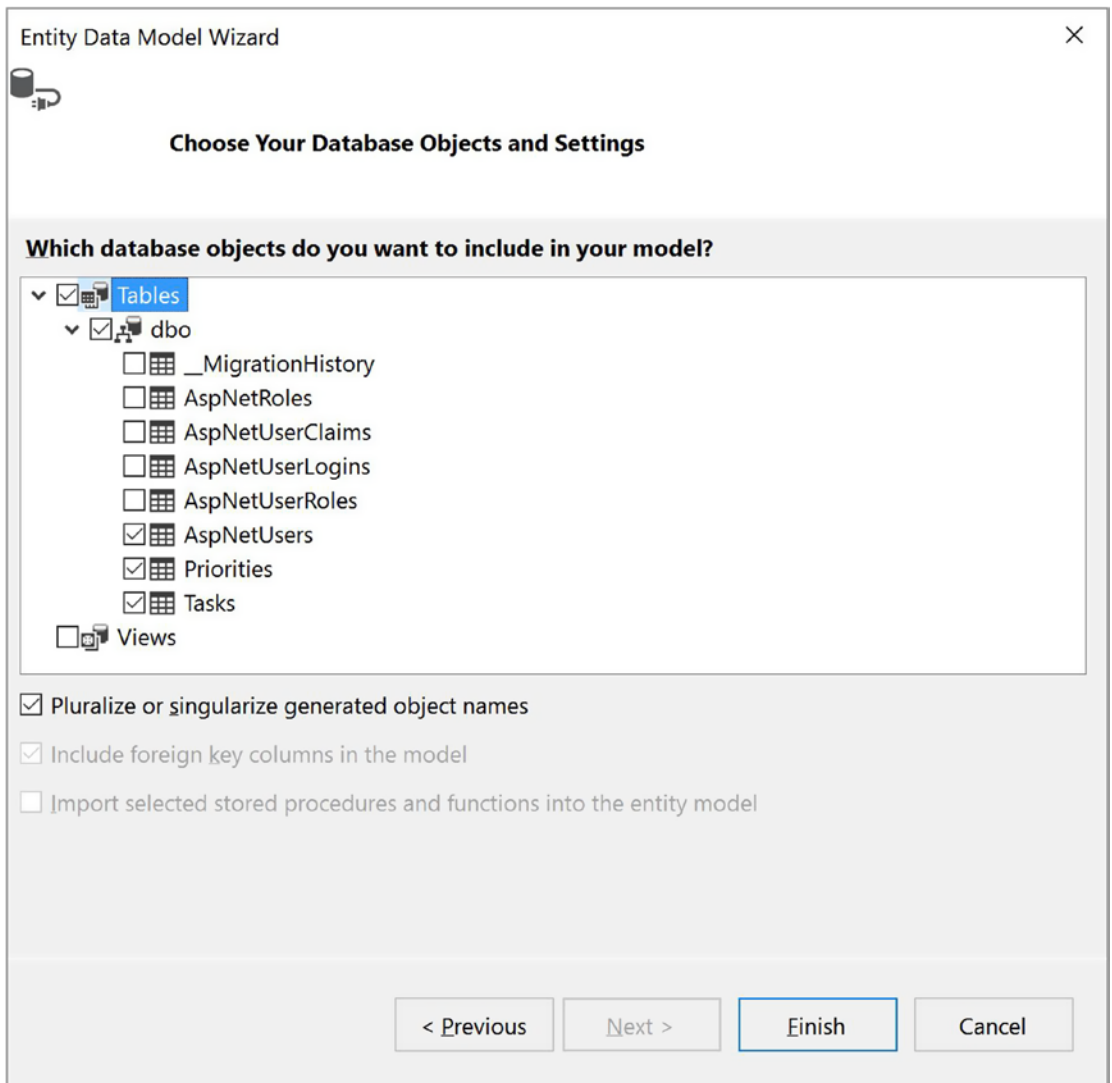 Entity Data Model Wizard
Choose Your Database Objects and Settings
Which database objects do you want to include in your model?
Tables
dbo
__MigrationHistory
AspNetRoles
AspNetUserClaims
AspNetUserLogins
AspNetUserRoles
AspNetUsers
Priorities
Tasks
Views
Pluralize or singularize generated object names
Include foreign key columns in the model
Import selected stored procedures and functions into the entity model
< Previous Next > Finish Cancel